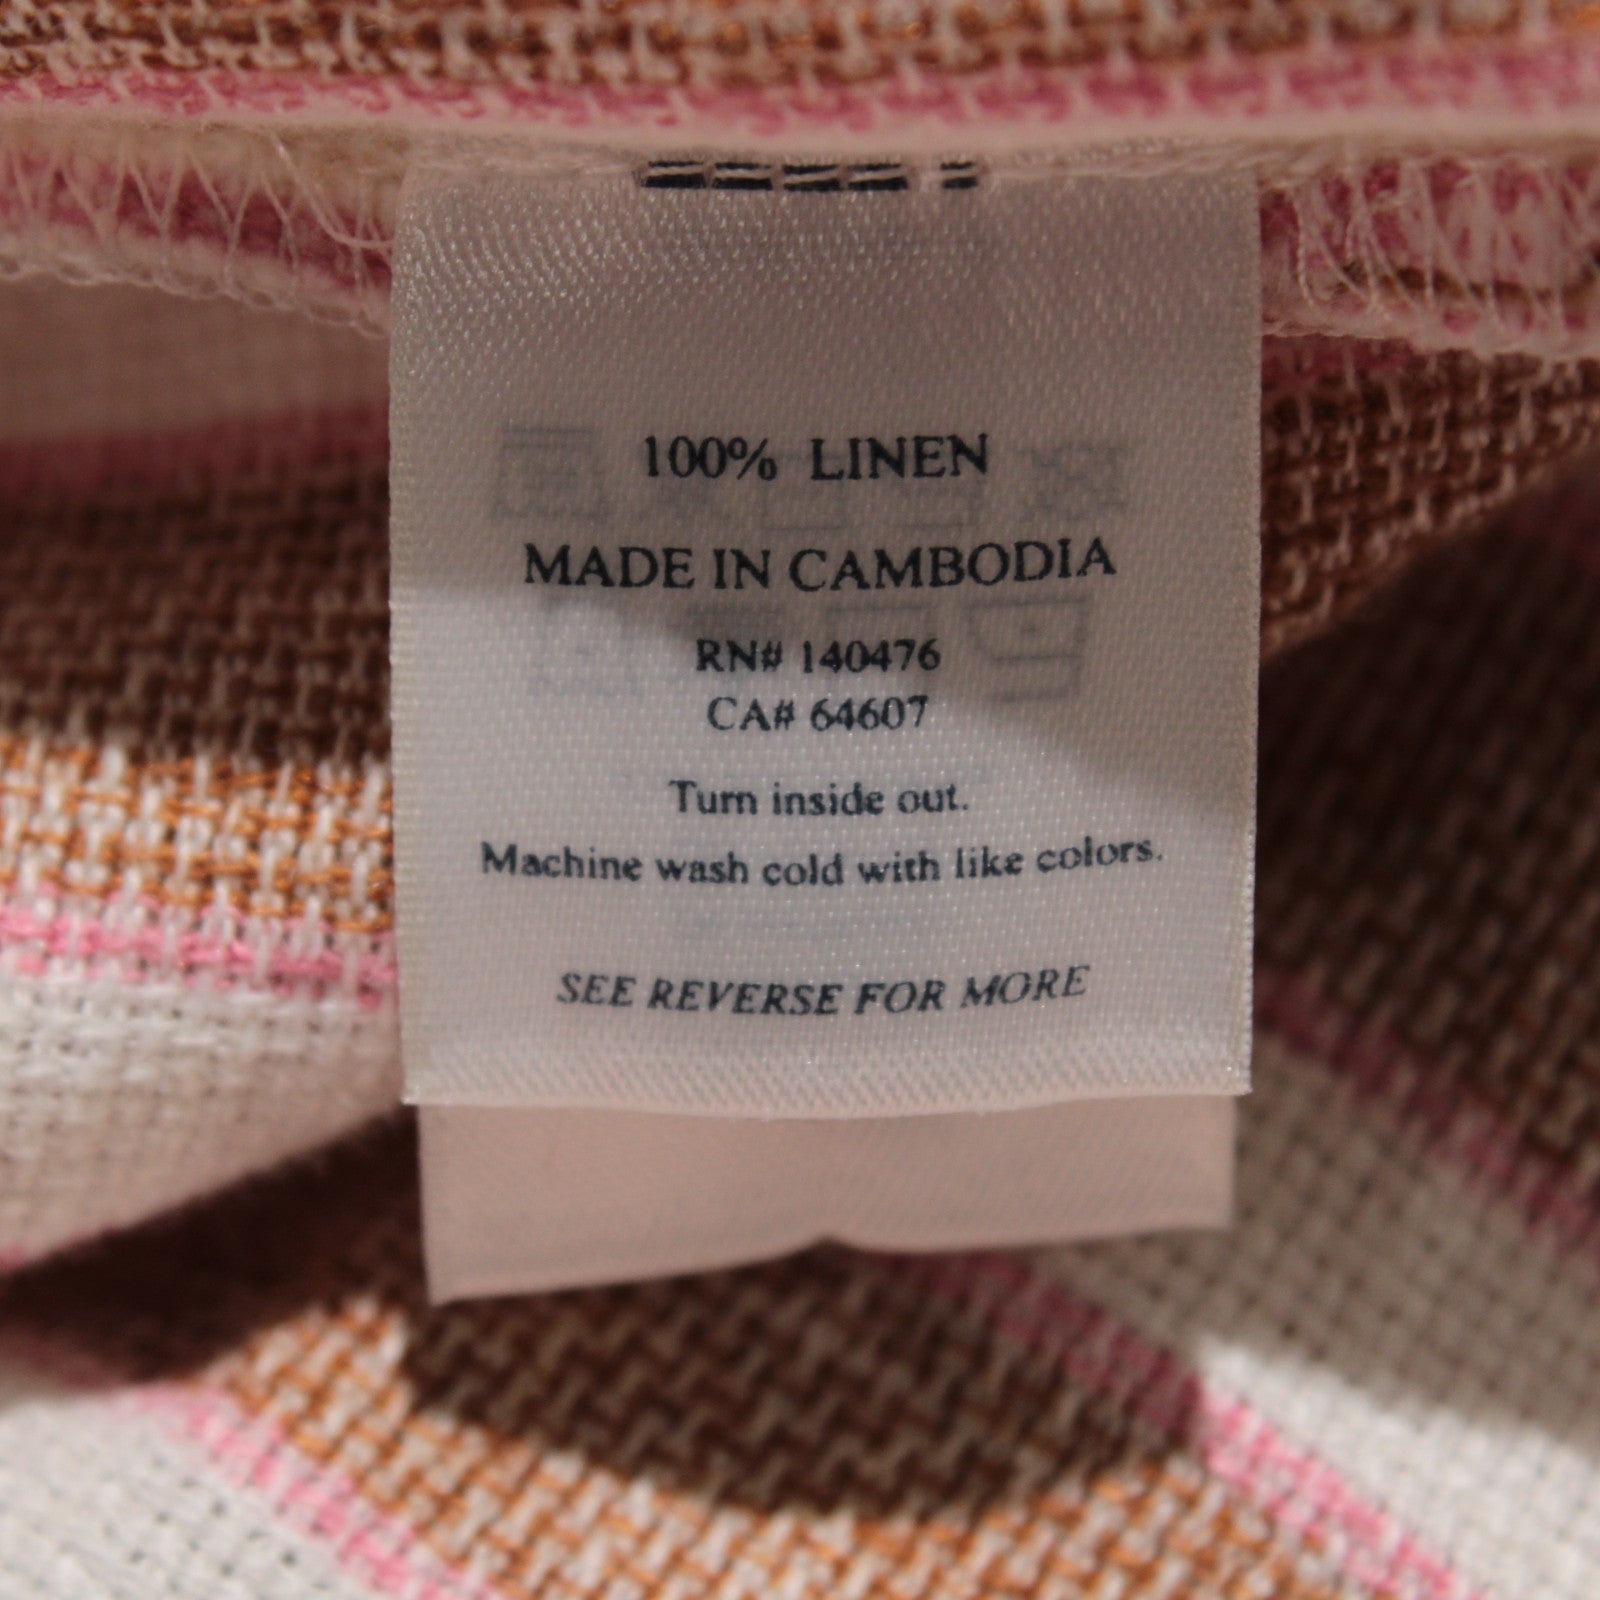 100% LINEN
MADE IN CAMBODIA
RN# 140476
CA# 64607
Turn inside out.
Machine wash cold with like colors.
SEE REVERSE FOR MORE